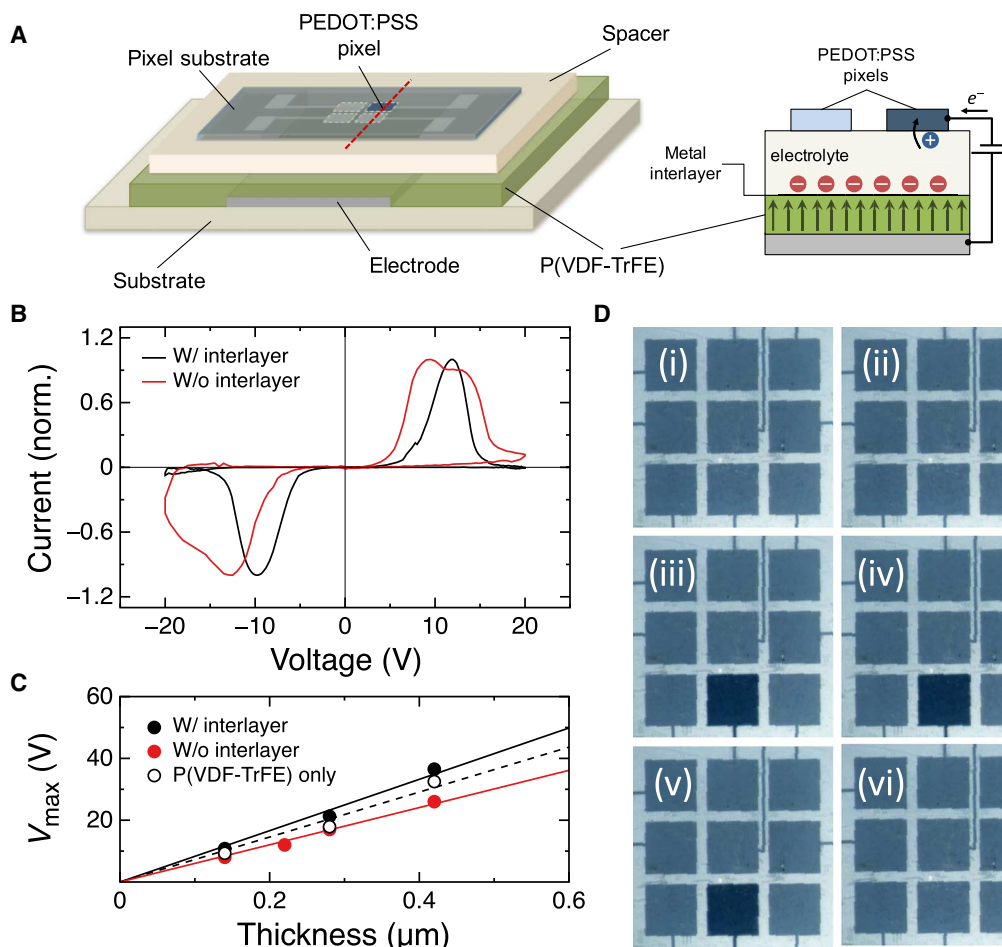 A
PEDOT:PSS
pixel
Pixel substrate
Spacer
Substrate
Electrode
P(VDF-TrFE)
PEDOT:PSS
pixels
e⁻
+
electrolyte
Metal
interlayer
− − − − − −
B
W/ interlayer
W/o interlayer
Current (norm.)
1.2
0.6
0
−0.6
−1.2
−20 −10 0 10 20
Voltage (V)
C
W/ interlayer
W/o interlayer
P(VDF-TrFE) only
Vmax (V)
60
40
20
0 0.2 0.4 0.6
Thickness (μm)
D
(i) (ii)
(iii) (iv)
(v) (vi)